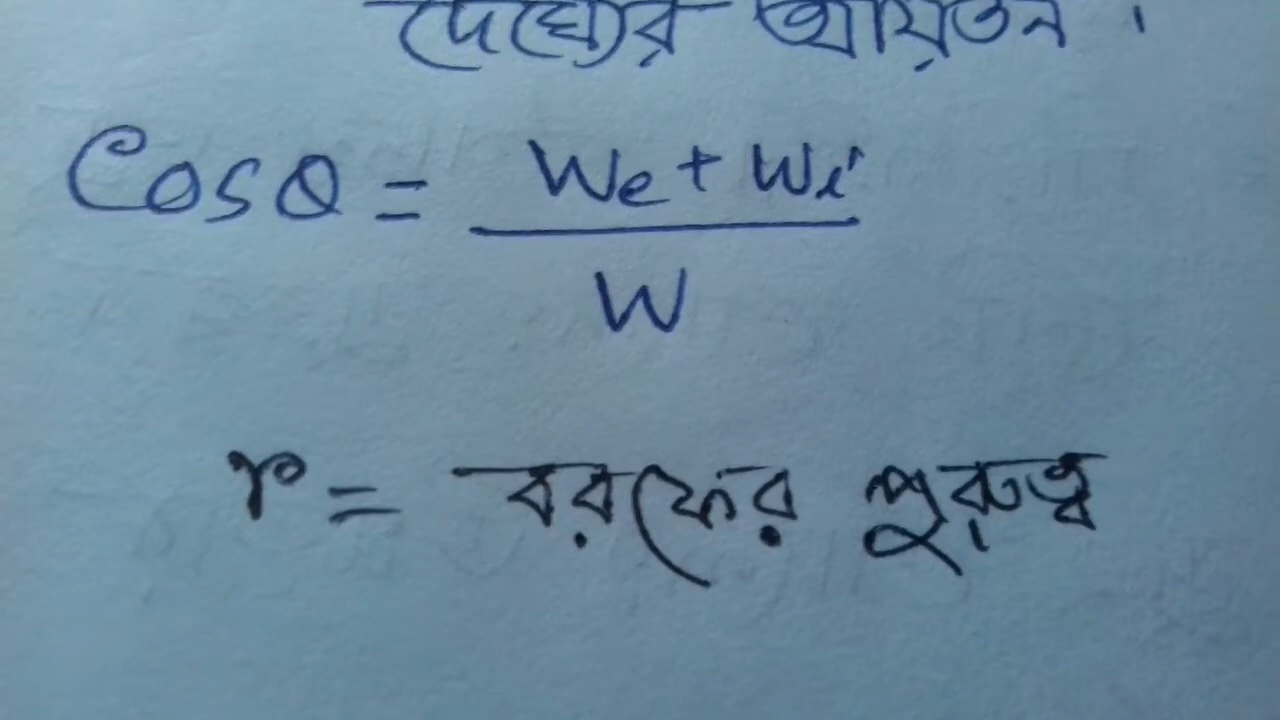 দৈর্ঘ্যের আয়তন ।
Cosθ = We + Wi / W
r = বরফের পুরুত্ব